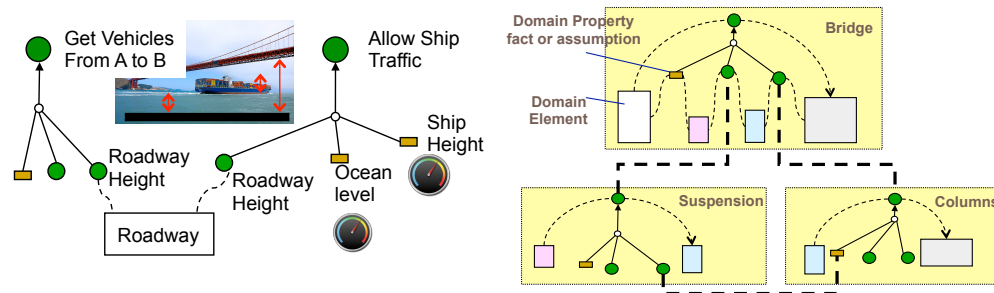 Get Vehicles
From A to B
Allow Ship
Traffic
Roadway
Height
Roadway
Height
Ocean
level
Ship
Height
Roadway
Domain Property
fact or assumption
Bridge
Domain
Element
Suspension
Columns